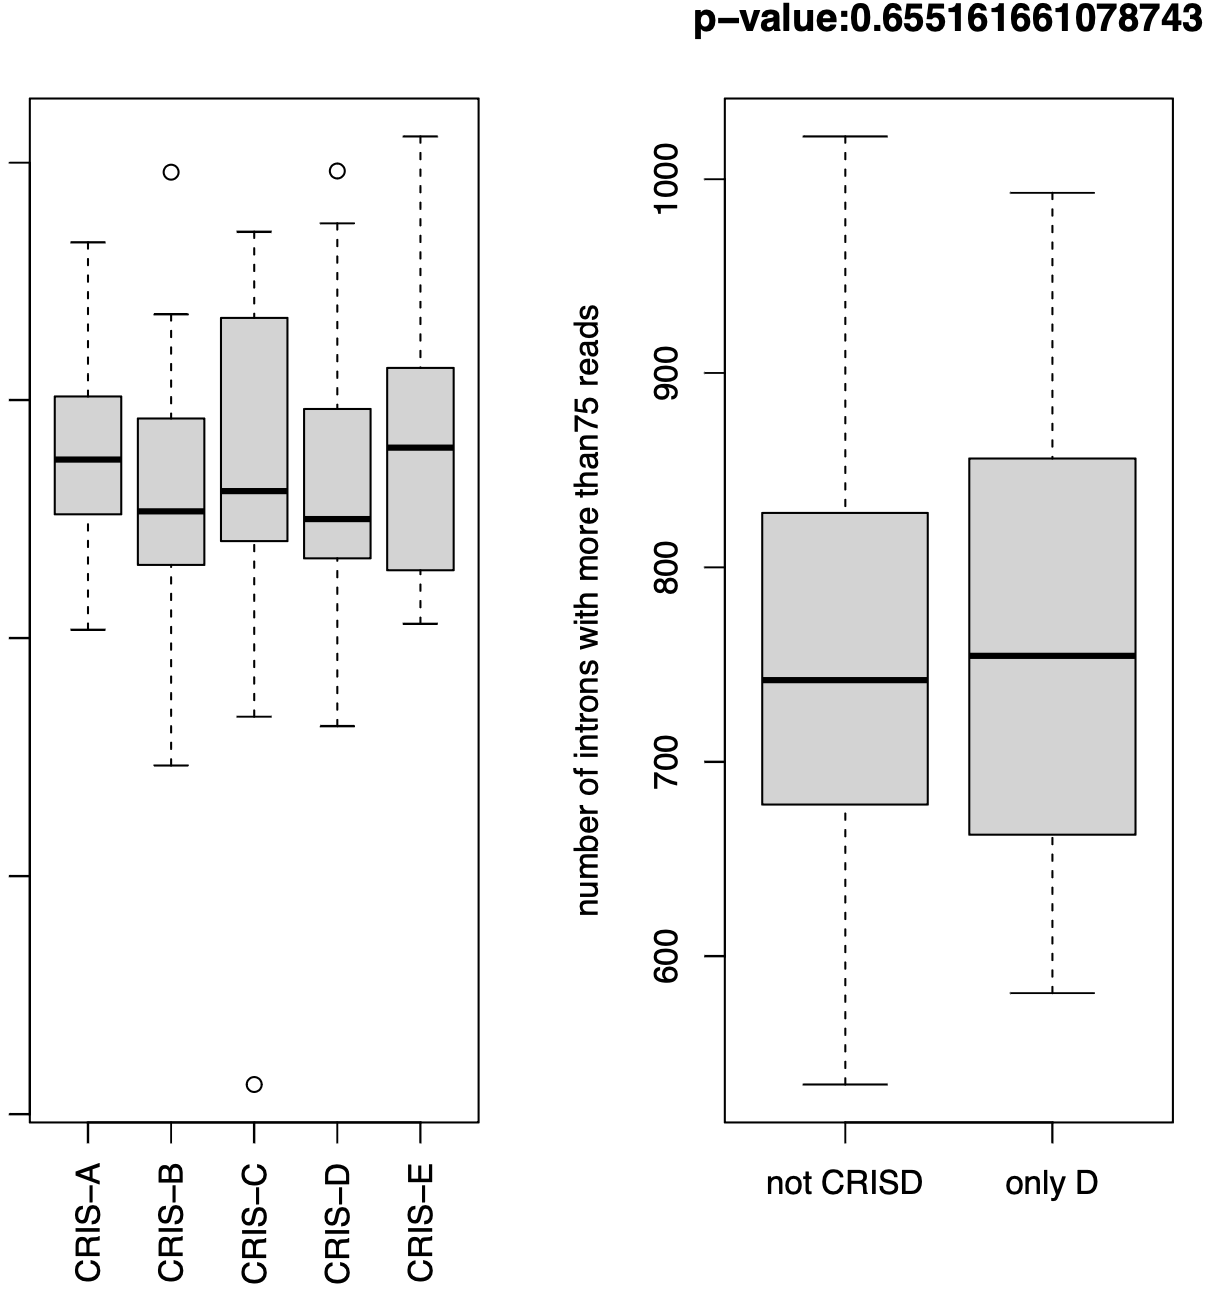 p−value:0.655161661078743
CRIS−A
CRIS−B
CRIS−C
CRIS−D
CRIS−E
number of introns with more than75 reads
1000
900
800
700
600
not CRISD
only D